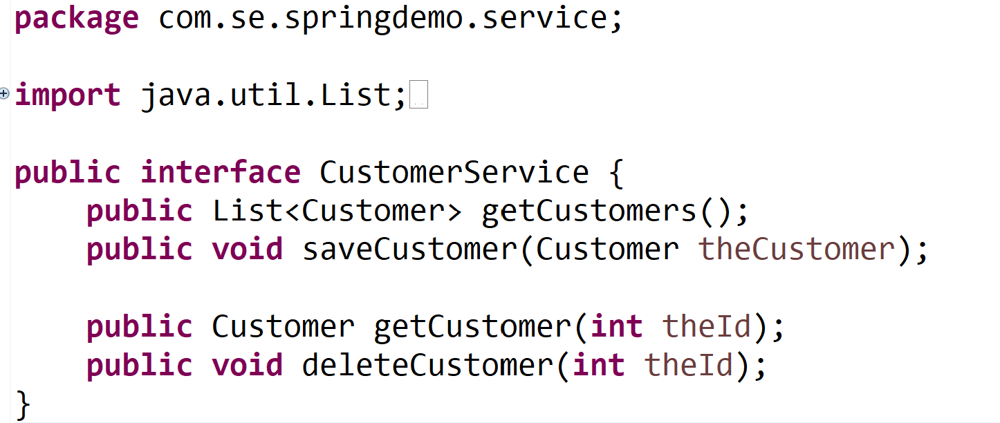 package com.se.springdemo.service;
import java.util.List;
public interface CustomerService {
public List<Customer> getCustomers();
public void saveCustomer(Customer theCustomer);
public Customer getCustomer(int theId);
public void deleteCustomer(int theId);
}